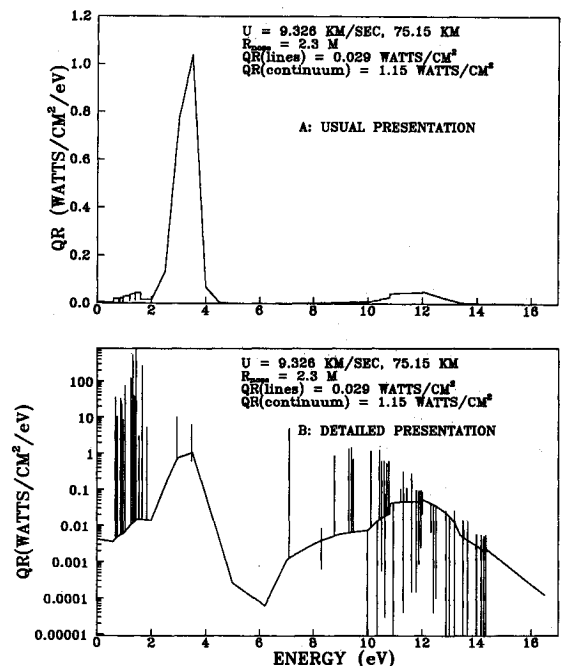 U = 9.326 KM/SEC, 75.15 KM
Rnose = 2.3 M
QR(lines) = 0.029 WATTS/CM²
QR(continuum) = 1.15 WATTS/CM²
A: USUAL PRESENTATION
QR (WATTS/CM²/eV)
1.2
1.0
0.8
0.6
0.4
0.2
0.0
0 2 4 6 8 10 12 14 16
U = 9.326 KM/SEC, 75.15 KM
Rnose = 2.3 M
QR(lines) = 0.029 WATTS/CM²
QR(continuum) = 1.15 WATTS/CM²
B: DETAILED PRESENTATION
QR(WATTS/CM²/eV)
100
10
1
0.1
0.01
0.001
0.0001
0.00001
0 2 4 6 8 10 12 14 16
ENERGY (eV)